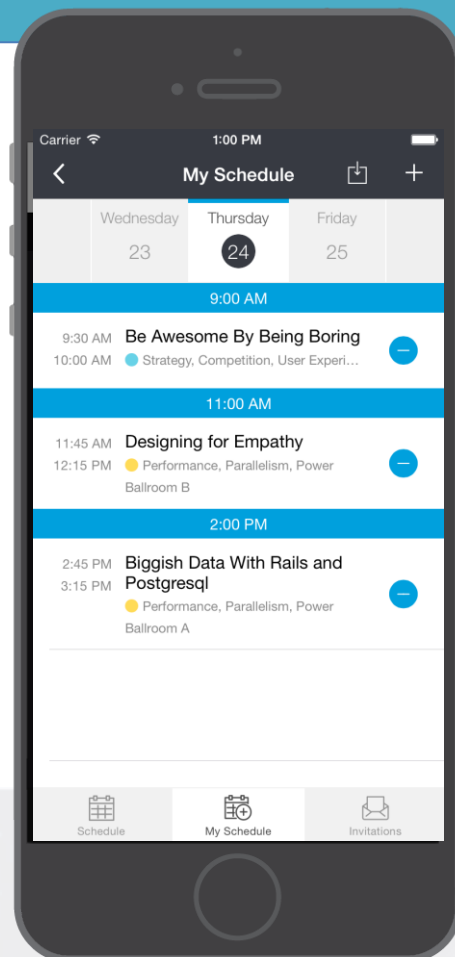 Carrier 1:00 PM
My Schedule
Wednesday Thursday Friday
23 24 25
9:00 AM
9:30 AM Be Awesome By Being Boring
10:00 AM Strategy, Competition, User Experi...
11:00 AM
11:45 AM Designing for Empathy
12:15 PM Performance, Parallelism, Power
Ballroom B
2:00 PM
2:45 PM Biggish Data With Rails and
3:15 PM Postgresql
Performance, Parallelism, Power
Ballroom A
Schedule My Schedule Invitations